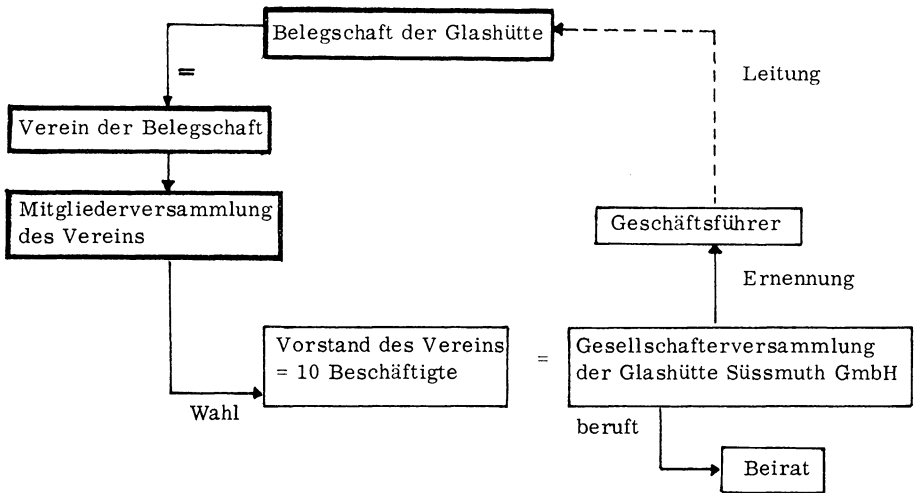 Belegschaft der Glashütte
Leitung
=
Verein der Belegschaft
Mitgliederversammlung
des Vereins
Geschäftsführer
Ernennung
Vorstand des Vereins
= 10 Beschäftigte
=
Gesellschafterversammlung
der Glashütte Süssmuth GmbH
Wahl
beruft
Beirat